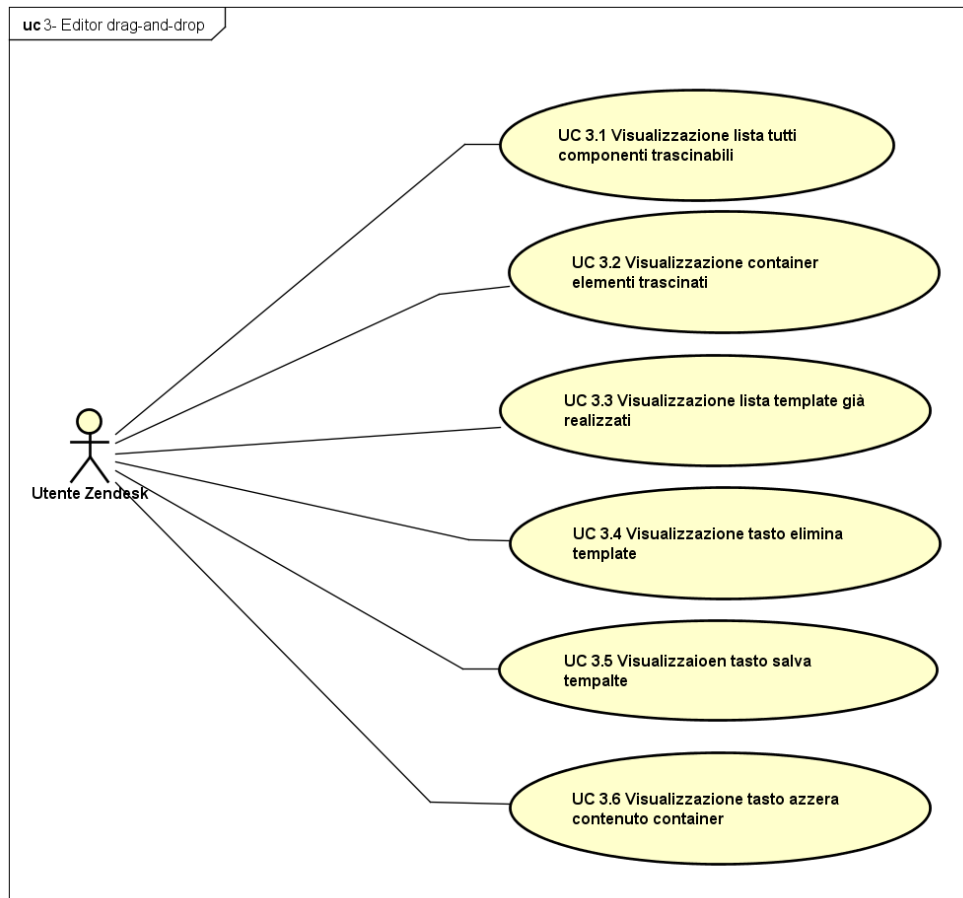 uc 3- Editor drag-and-drop
UC 3.1 Visualizzazione lista tutti
componenti trascinabili
UC 3.2 Visualizzazione container
elementi trascinati
UC 3.3 Visualizzazione lista template già
realizzati
Utente Zendesk
UC 3.4 Visualizzazione tasto elimina
template
UC 3.5 Visualizzaioen tasto salva
tempalte
UC 3.6 Visualizzazione tasto azzera
contenuto container